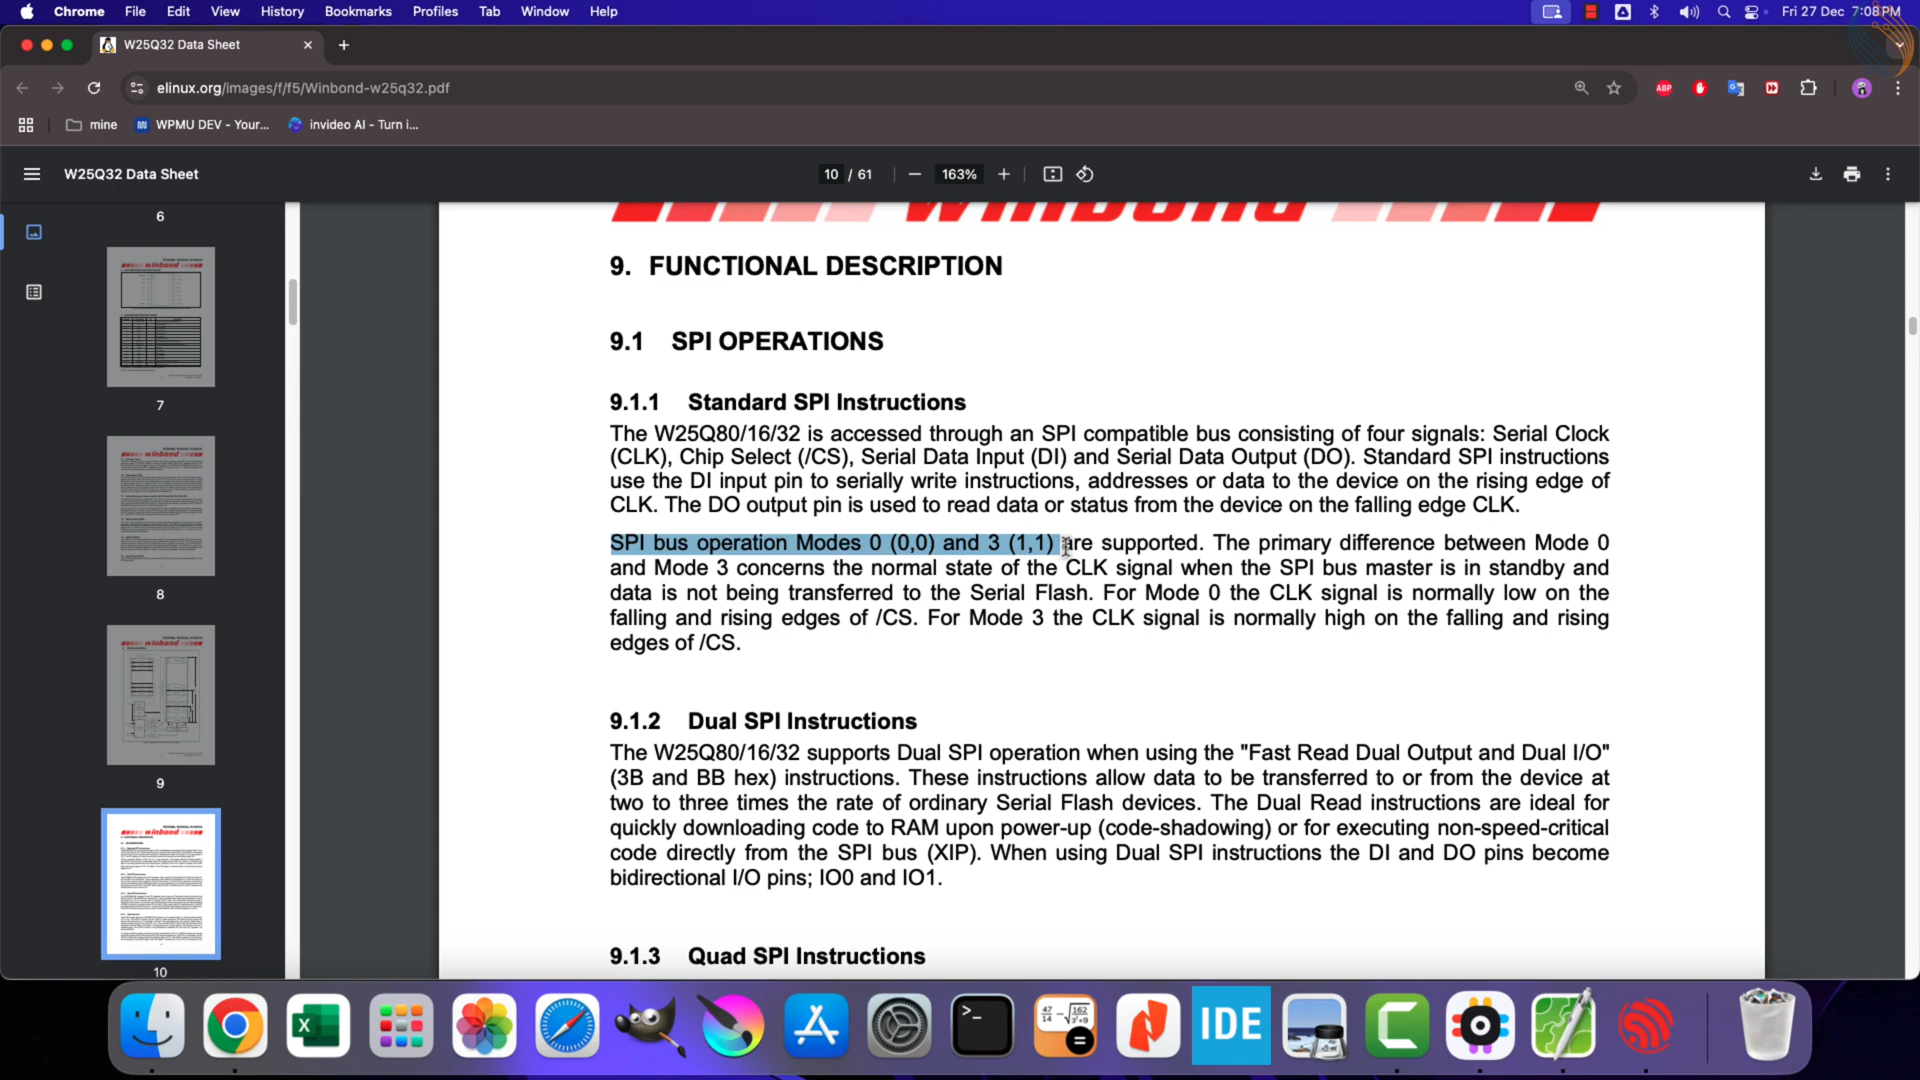 Chrome File Edit View History Bookmarks Profiles Tab Window Help Fri 27 Dec 7:08 PM
W25Q32 Data Sheet
elinux.org/images/f/f5/Winbond-w25q32.pdf ABP
mine WPMU DEV - Your... invideo AI - Turn i...
W25Q32 Data Sheet 10 / 61 163%
6
7
8
9
10
winbond
9. FUNCTIONAL DESCRIPTION
9.1 SPI OPERATIONS
9.1.1 Standard SPI Instructions
The W25Q80/16/32 is accessed through an SPI compatible bus consisting of four signals: Serial Clock
(CLK), Chip Select (/CS), Serial Data Input (DI) and Serial Data Output (DO). Standard SPI instructions
use the DI input pin to serially write instructions, addresses or data to the device on the rising edge of
CLK. The DO output pin is used to read data or status from the device on the falling edge CLK.
SPI bus operation Modes 0 (0,0) and 3 (1,1) are supported. The primary difference between Mode 0
and Mode 3 concerns the normal state of the CLK signal when the SPI bus master is in standby and
data is not being transferred to the Serial Flash. For Mode 0 the CLK signal is normally low on the
falling and rising edges of /CS. For Mode 3 the CLK signal is normally high on the falling and rising
edges of /CS.
9.1.2 Dual SPI Instructions
The W25Q80/16/32 supports Dual SPI operation when using the "Fast Read Dual Output and Dual I/O"
(3B and BB hex) instructions. These instructions allow data to be transferred to or from the device at
two to three times the rate of ordinary Serial Flash devices. The Dual Read instructions are ideal for
quickly downloading code to RAM upon power-up (code-shadowing) or for executing non-speed-critical
code directly from the SPI bus (XIP). When using Dual SPI instructions the DI and DO pins become
bidirectional I/O pins; IO0 and IO1.
9.1.3 Quad SPI Instructions
IDE